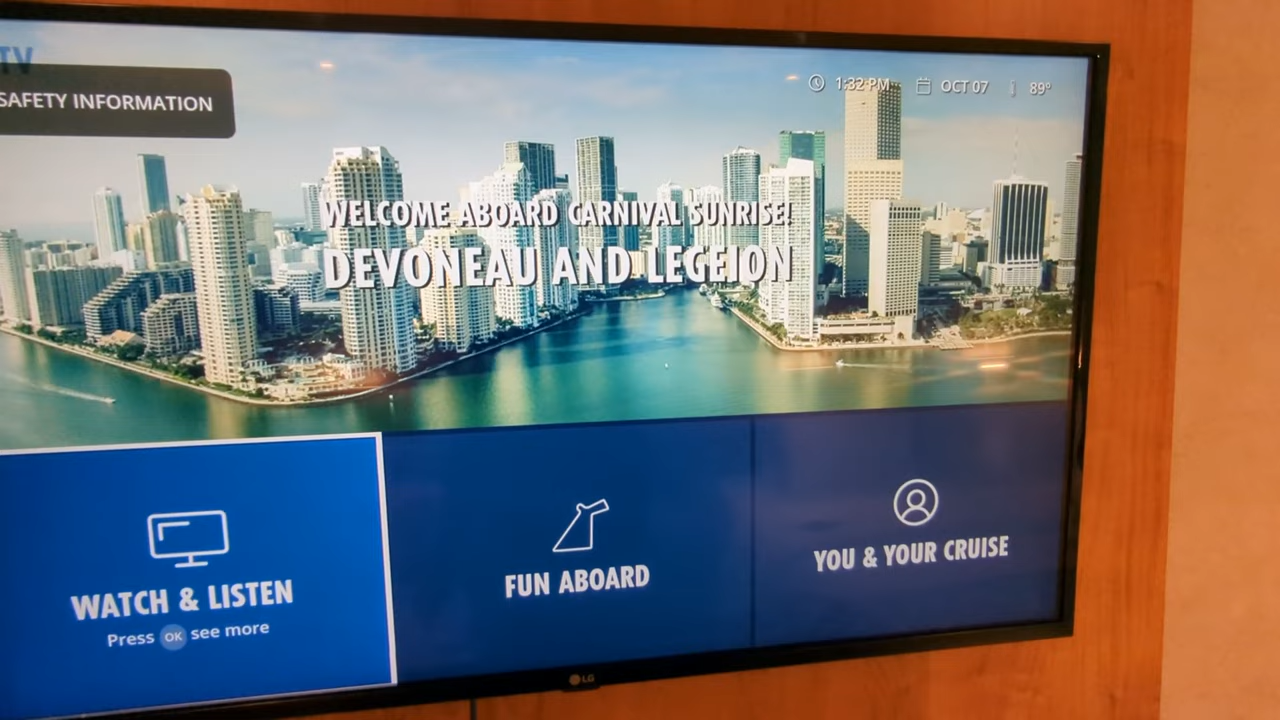 TV
SAFETY INFORMATION
1:32 PM OCT 07 89°
WELCOME ABOARD CARNIVAL SUNRISE!
DEVONEAU AND LEGEION
WATCH & LISTEN
Press OK see more
FUN ABOARD
YOU & YOUR CRUISE
LG